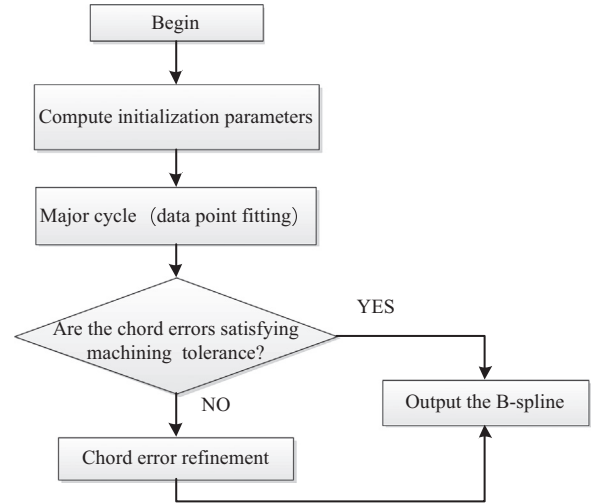 Begin
Compute initialization parameters
Major cycle（data point fitting）
Are the chord errors satisfying
machining tolerance?
YES
NO
Output the B-spline
Chord error refinement